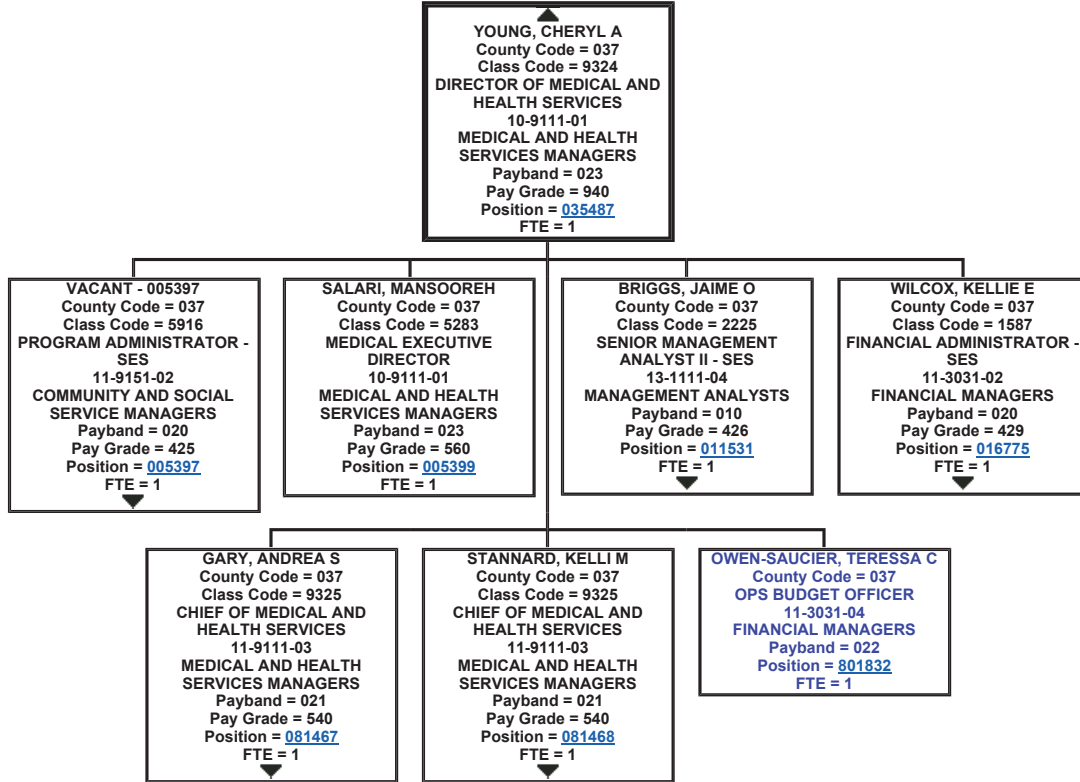 YOUNG, CHERYL A
County Code = 037
Class Code = 9324
DIRECTOR OF MEDICAL AND
HEALTH SERVICES
10-9111-01
MEDICAL AND HEALTH
SERVICES MANAGERS
Payband = 023
Pay Grade = 940
Position = 035487
FTE = 1
VACANT - 005397
County Code = 037
Class Code = 5916
PROGRAM ADMINISTRATOR -
SES
11-9151-02
COMMUNITY AND SOCIAL
SERVICE MANAGERS
Payband = 020
Pay Grade = 425
Position = 005397
FTE = 1
SALARI, MANSOOREH
County Code = 037
Class Code = 5283
MEDICAL EXECUTIVE
DIRECTOR
10-9111-01
MEDICAL AND HEALTH
SERVICES MANAGERS
Payband = 023
Pay Grade = 560
Position = 005399
FTE = 1
BRIGGS, JAIME O
County Code = 037
Class Code = 2225
SENIOR MANAGEMENT
ANALYST II - SES
13-1111-04
MANAGEMENT ANALYSTS
Payband = 010
Pay Grade = 426
Position = 011531
FTE = 1
WILCOX, KELLIE E
County Code = 037
Class Code = 1587
FINANCIAL ADMINISTRATOR -
SES
11-3031-02
FINANCIAL MANAGERS
Payband = 020
Pay Grade = 429
Position = 016775
FTE = 1
GARY, ANDREA S
County Code = 037
Class Code = 9325
CHIEF OF MEDICAL AND
HEALTH SERVICES
11-9111-03
MEDICAL AND HEALTH
SERVICES MANAGERS
Payband = 021
Pay Grade = 540
Position = 081467
FTE = 1
STANNARD, KELLI M
County Code = 037
Class Code = 9325
CHIEF OF MEDICAL AND
HEALTH SERVICES
11-9111-03
MEDICAL AND HEALTH
SERVICES MANAGERS
Payband = 021
Pay Grade = 540
Position = 081468
FTE = 1
OWEN-SAUCIER, TERESSA C
County Code = 037
OPS BUDGET OFFICER
11-3031-04
FINANCIAL MANAGERS
Payband = 022
Position = 801832
FTE = 1